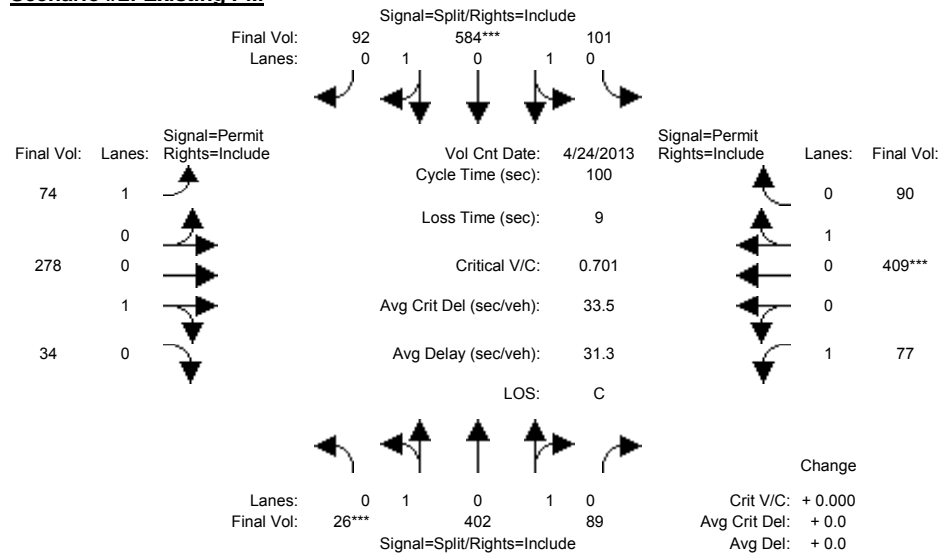 Signal=Split/Rights=Include
Final Vol: 92 584*** 101
Lanes: 0 1 0 1 0
Signal=Permit Signal=Permit
Final Vol: Lanes: Rights=Include Vol Cnt Date: 4/24/2013 Rights=Include Lanes: Final Vol:
Cycle Time (sec): 100
74 1 0 90
Loss Time (sec): 9
0 1
278 0 Critical V/C: 0.701 0 409***
1 Avg Crit Del (sec/veh): 33.5 0
34 0 Avg Delay (sec/veh): 31.3 1 77
LOS: C
Change
Lanes: 0 1 0 1 0 Crit V/C: + 0.000
Final Vol: 26*** 402 89 Avg Crit Del: + 0.0
Signal=Split/Rights=Include Avg Del: + 0.0